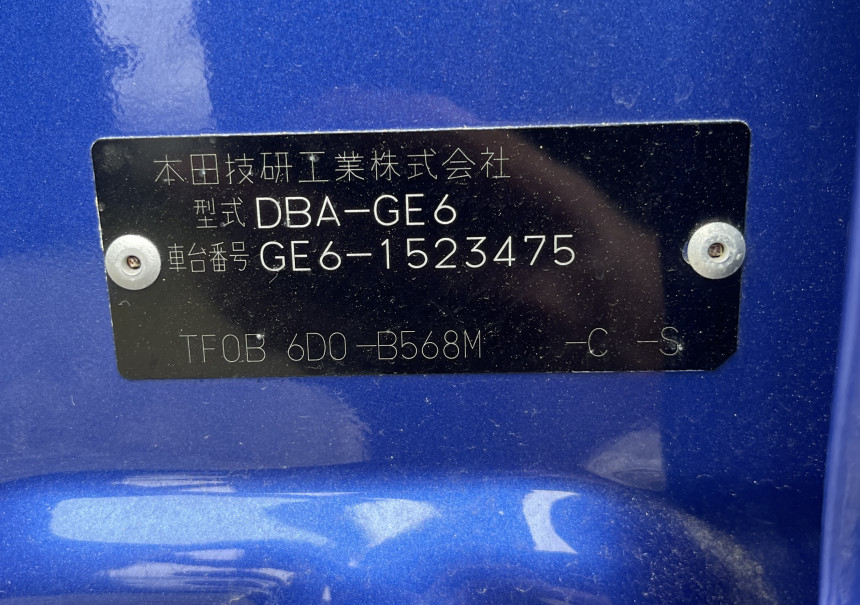 本田技研工業株式会社
型式 DBA-GE6
車台番号 GE6-1523475
TF0B 6D0-B568M -C -S